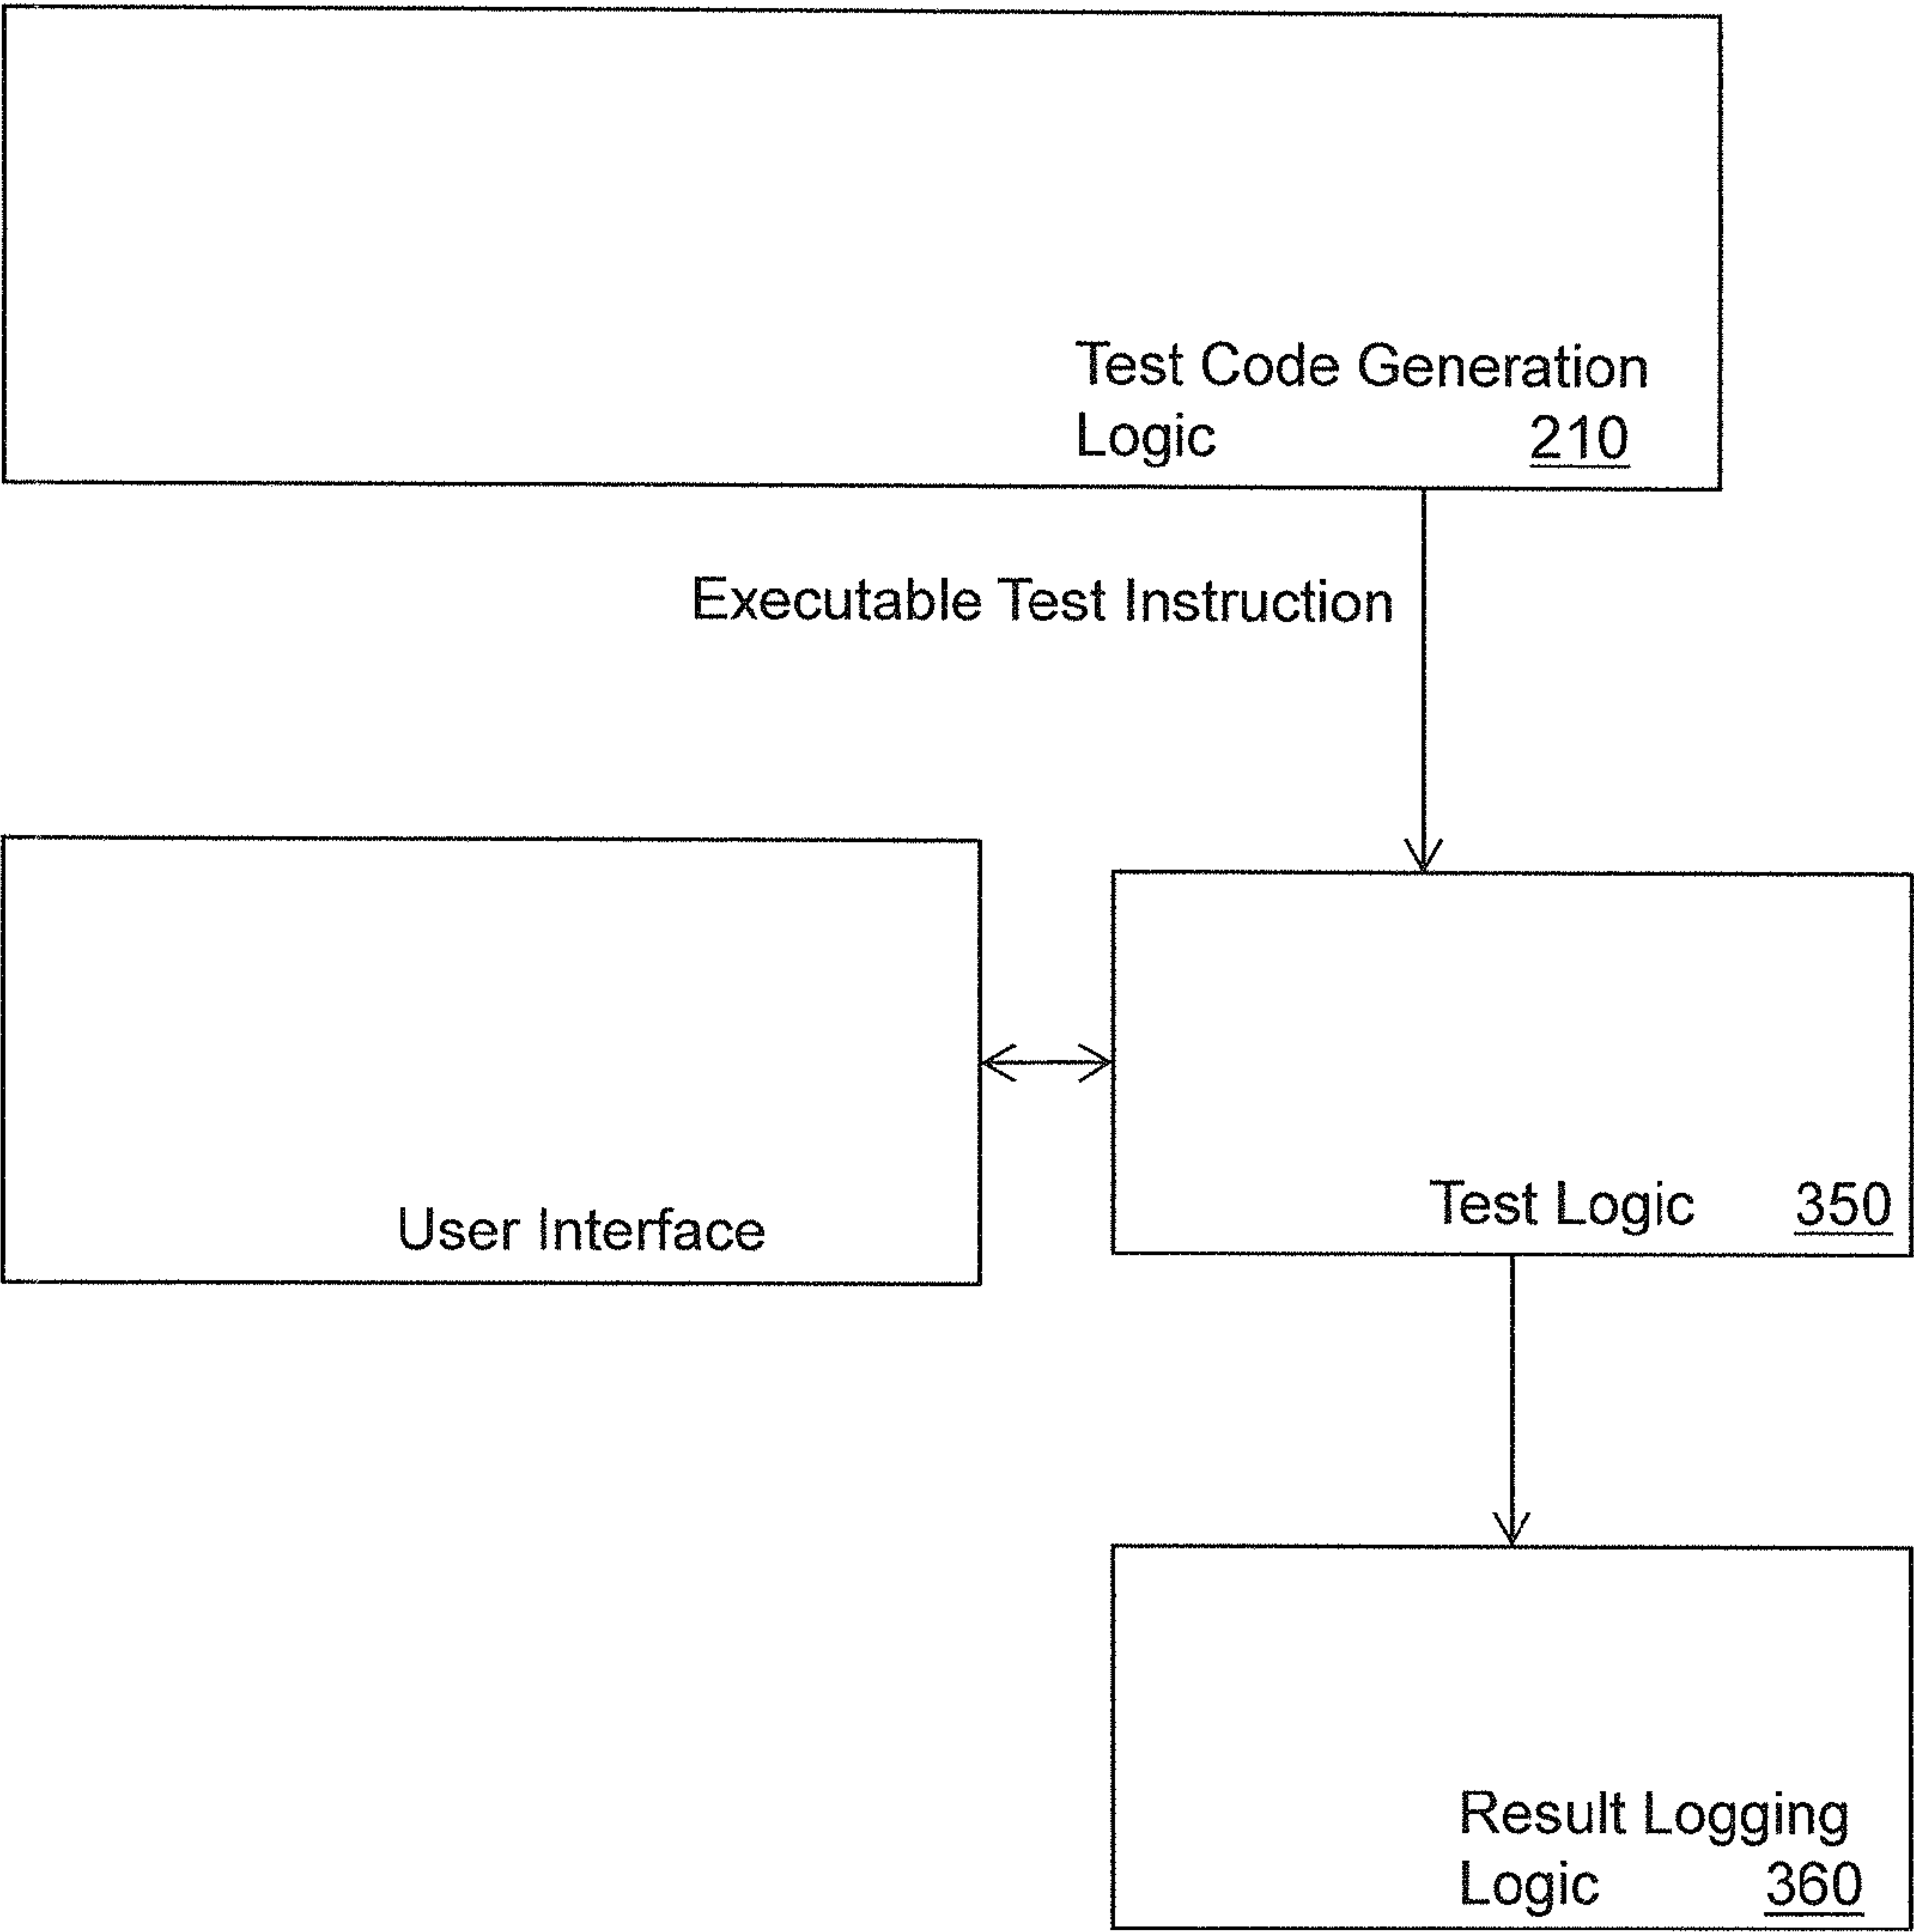 Test Code Generation
Logic 210
Executable Test Instruction
User Interface
Test Logic 350
Result Logging
Logic 360